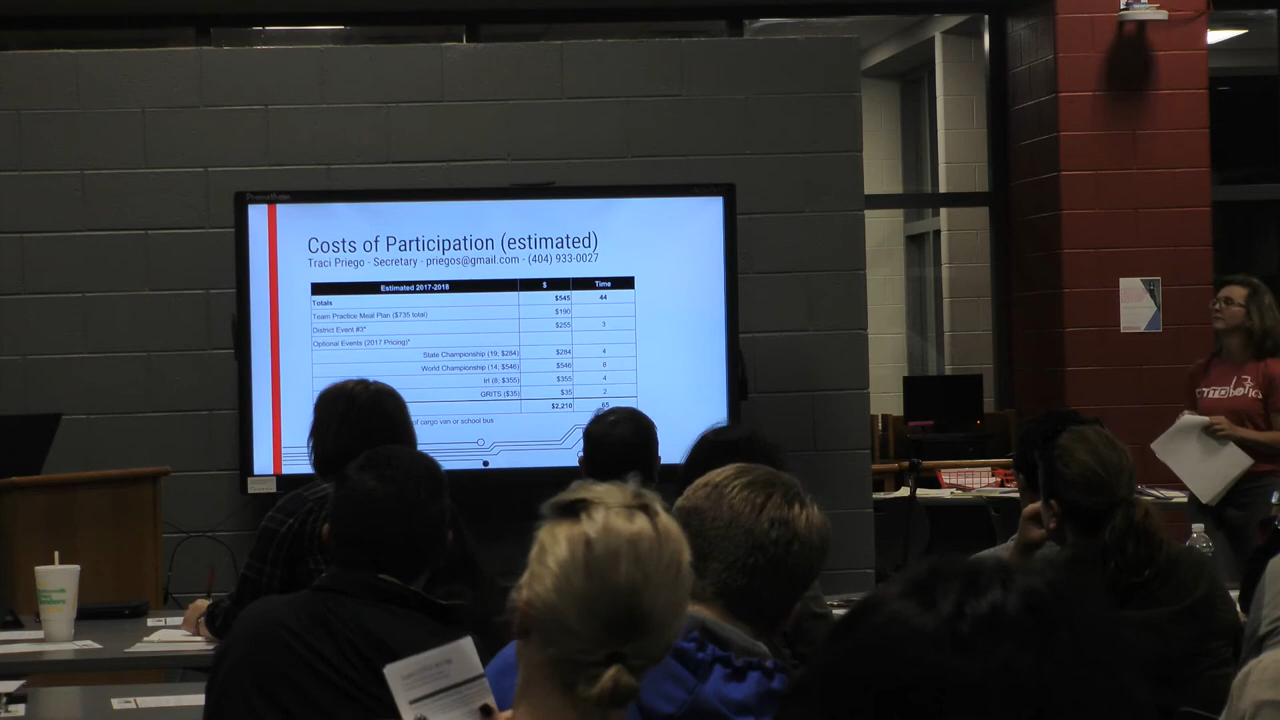 Promethean
Costs of Participation (estimated)
Traci Priego - Secretary - priegos@gmail.com - (404) 933-0027
Estimated 2017-2018 $ Time
Totals $545 44
Team Practice Meal Plan ($735 total) $190
District Event #3* $255 3
Optional Events (2017 Pricing)*
State Championship (19; $284) $284 4
World Championship (14; $546) $546 8
IrI (8; $355) $355 4
GRITS ($35) $35 2
$2,210 65
of cargo van or school bus